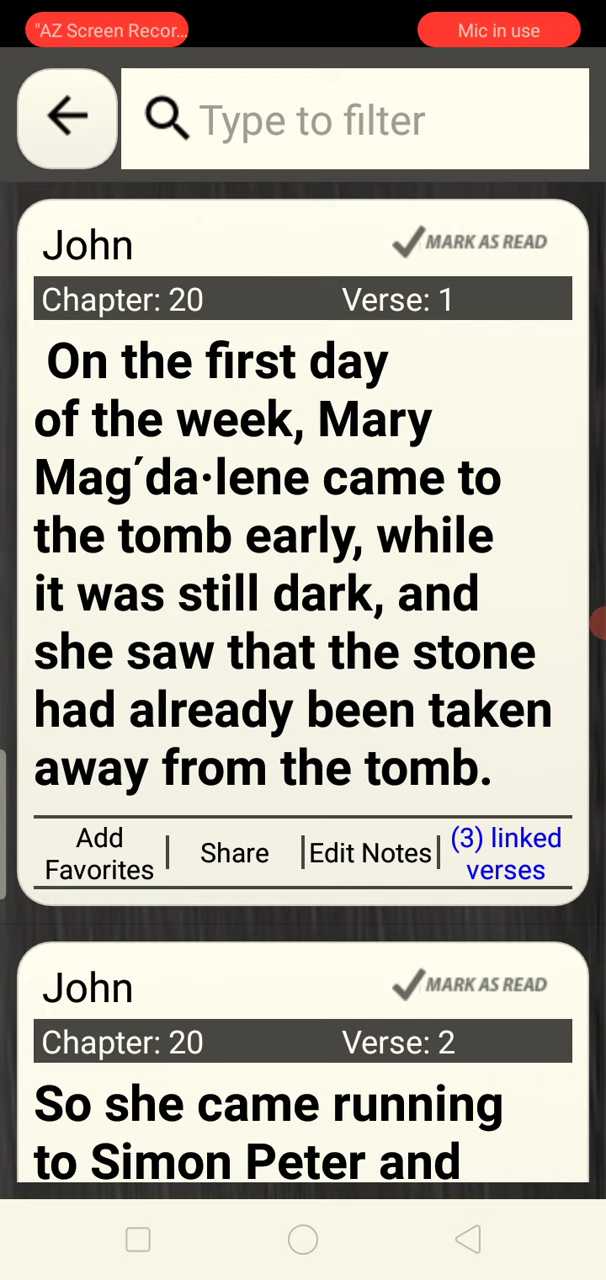 "AZ Screen Recor... Mic in use
Type to filter
John MARK AS READ
Chapter: 20 Verse: 1
On the first day
of the week, Mary
Mag′da·lene came to
the tomb early, while
it was still dark, and
she saw that the stone
had already been taken
away from the tomb.
Add Favorites | Share | Edit Notes | (3) linked verses
John MARK AS READ
Chapter: 20 Verse: 2
So she came running
to Simon Peter and